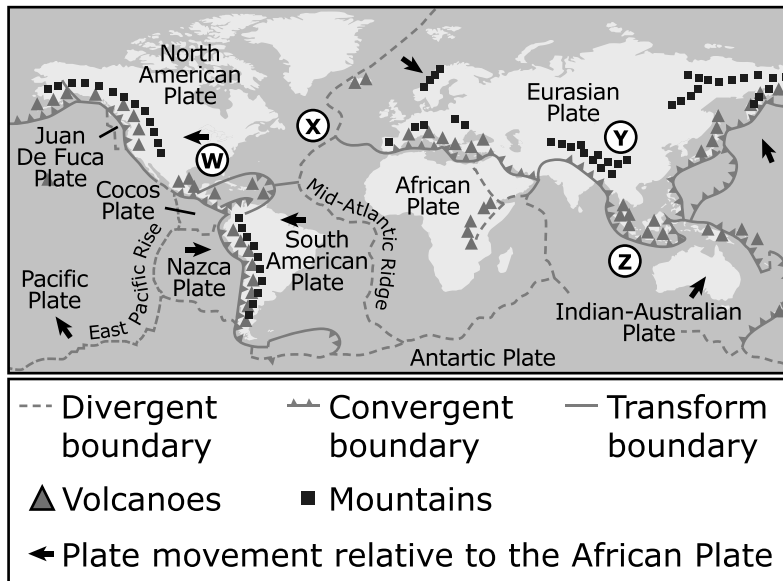 North
American
Plate
X
Eurasian
Plate
Y
Juan
De Fuca
Plate
W
Cocos
Plate
Mid-Atlantic
Ridge
African
Plate
East Pacific Rise
Nazca
Plate
South
American
Plate
Z
Pacific
Plate
Indian-Australian
Plate
Antartic Plate
Divergent
boundary
Convergent
boundary
Transform
boundary
Volcanoes
Mountains
Plate movement relative to the African Plate